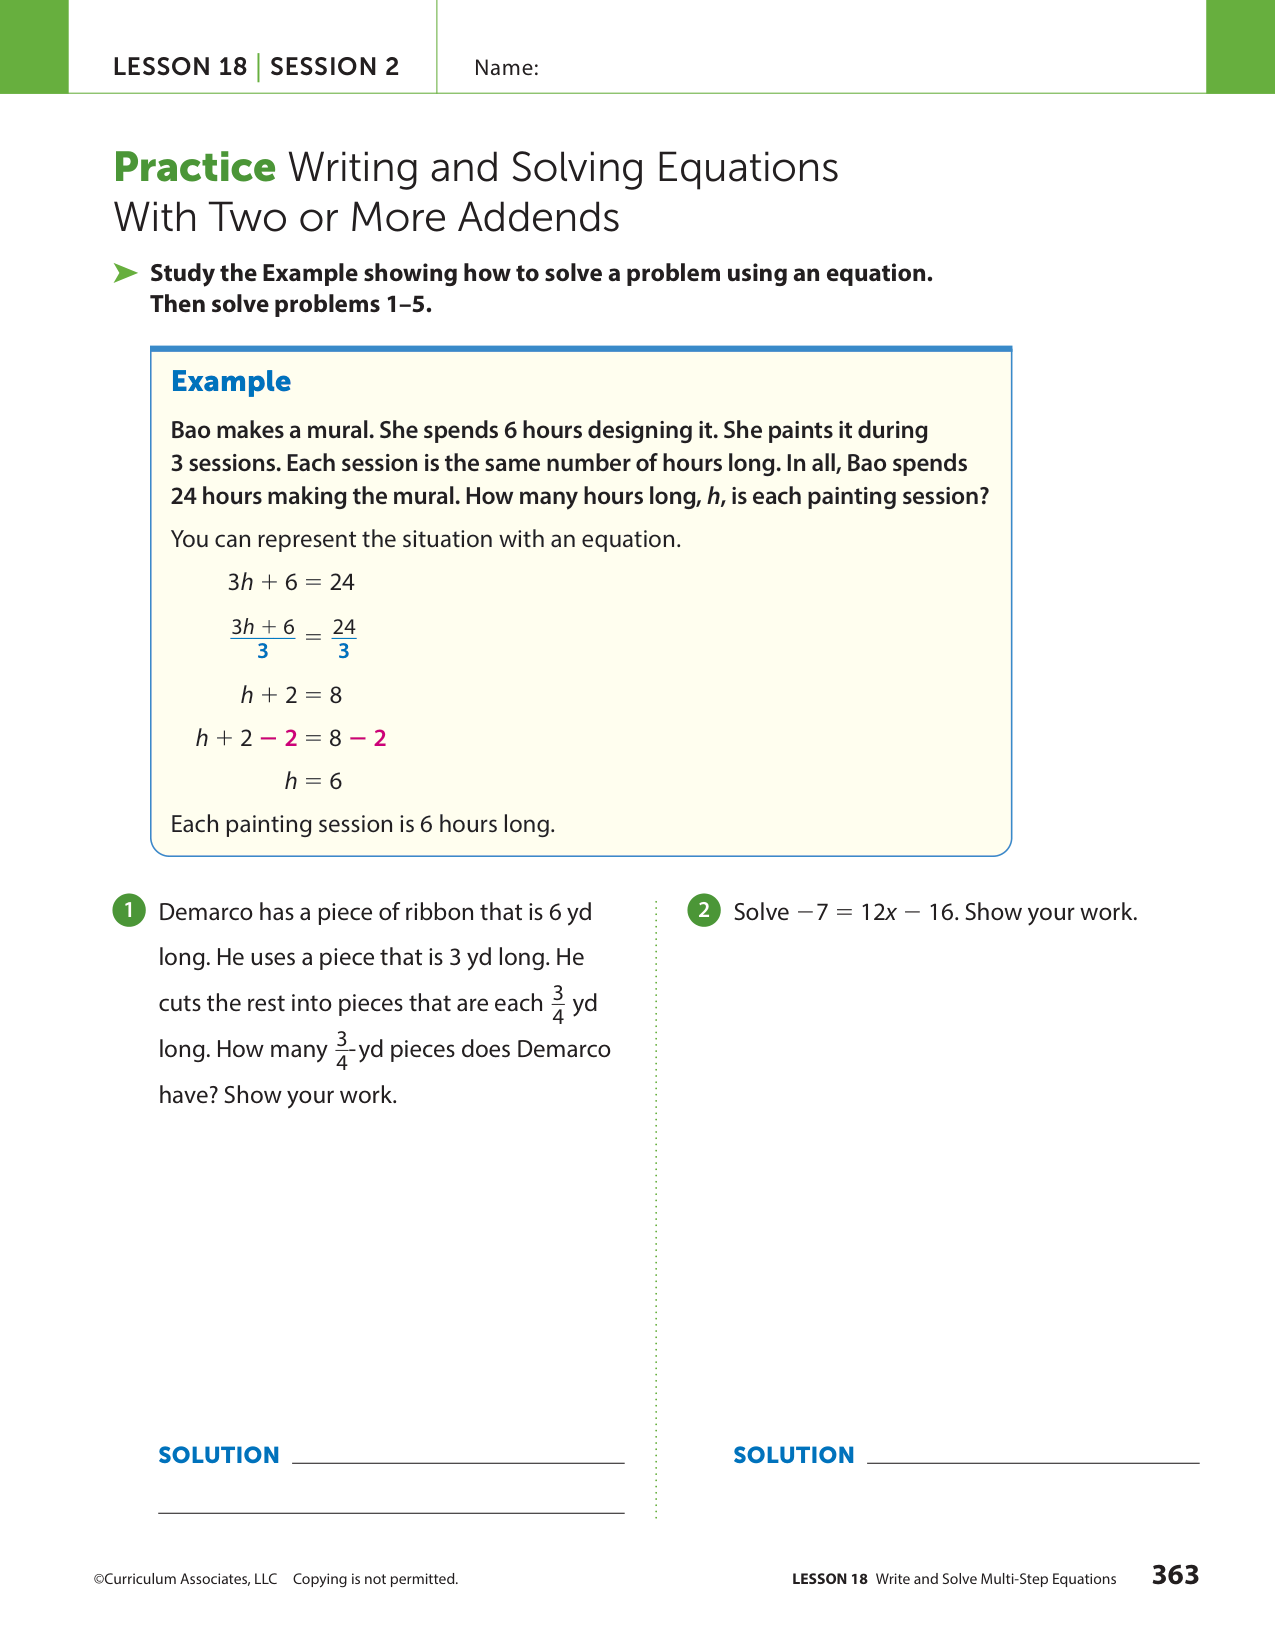 LESSON 18 | SESSION 2
Name:
Practice Writing and Solving Equations
With Two or More Addends
➤ Study the Example showing how to solve a problem using an equation.
Then solve problems 1–5.
Example
Bao makes a mural. She spends 6 hours designing it. She paints it during
3 sessions. Each session is the same number of hours long. In all, Bao spends
24 hours making the mural. How many hours long, h, is each painting session?
You can represent the situation with an equation.
3h + 6 = 24
(3h + 6)/3 = 24/3
h + 2 = 8
h + 2 − 2 = 8 − 2
h = 6
Each painting session is 6 hours long.
1 Demarco has a piece of ribbon that is 6 yd
long. He uses a piece that is 3 yd long. He
cuts the rest into pieces that are each 3/4 yd
long. How many 3/4-yd pieces does Demarco
have? Show your work.
SOLUTION
2 Solve −7 = 12x − 16. Show your work.
SOLUTION
©Curriculum Associates, LLC Copying is not permitted.
LESSON 18 Write and Solve Multi-Step Equations 363